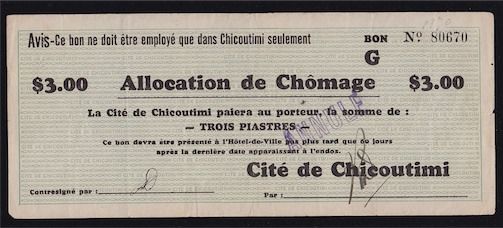 Avis-Ce bon ne doit être employé que dans Chicoutimi seulement
BON Nº 80670
G
$3.00 Allocation de Chômage $3.00
La Cité de Chicoutimi paiera au porteur, la somme de:
— TROIS PIASTRES —
ANNULÉ
Ce bon devra être présenté à l'Hôtel-de-Ville pas plus tard que 60 jours
après la dernière date apparaissant à l'endos.
Cité de Chicoutimi
Contresigné par :
Par :